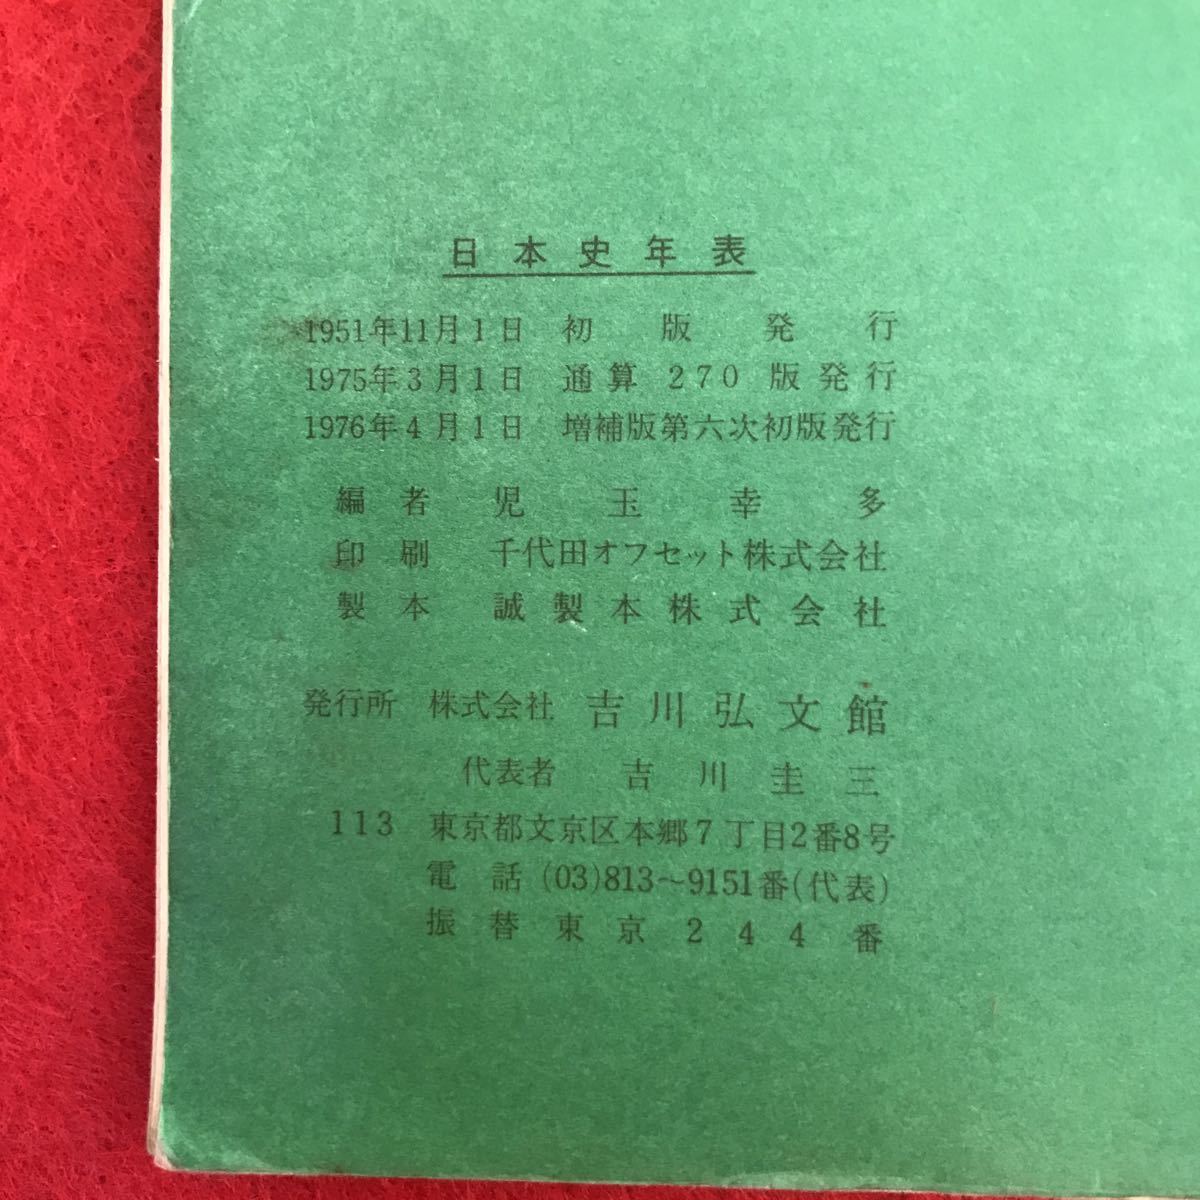 日本史年表
1951年11月1日 初版発行
1975年3月1日 通算270版発行
1976年4月1日 増補版第六次初版発行
編者 児玉幸多
印刷 千代田オフセット株式会社
製本 誠製本株式会社
発行所 株式会社 吉川弘文館
代表者 吉川圭三
113 東京都文京区本郷7丁目2番8号
電話 (03)813〜9151番(代表)
振替東京244番